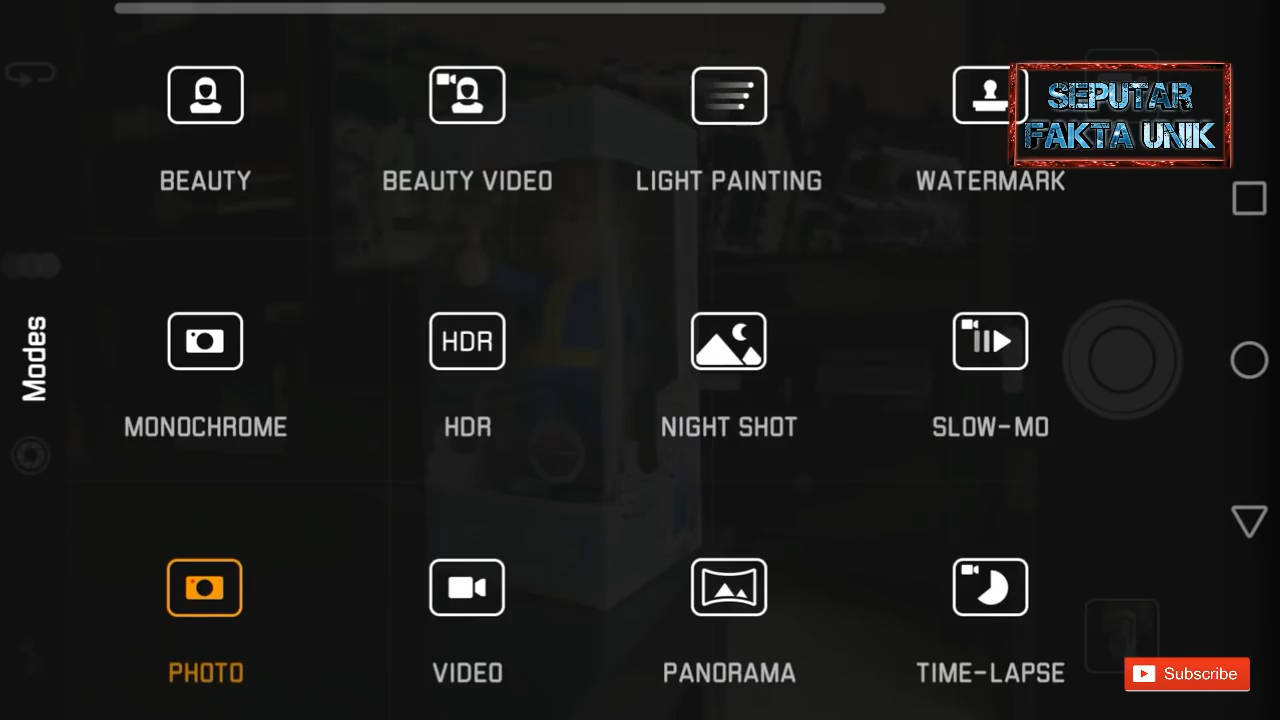 SEPUTAR
FAKTA UNIK
BEAUTY
BEAUTY VIDEO
LIGHT PAINTING
WATERMARK
Modes
MONOCHROME
HDR
HDR
NIGHT SHOT
SLOW-MO
PHOTO
VIDEO
PANORAMA
TIME-LAPSE
Subscribe